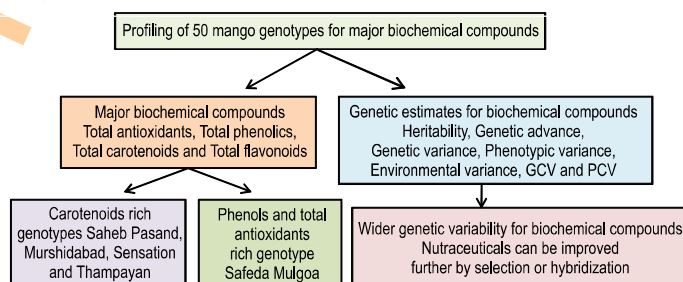 Profiling of 50 mango genotypes for major biochemical compounds
Major biochemical compounds
Total antioxidants, Total phenolics,
Total carotenoids and Total flavonoids
Genetic estimates for biochemical compounds
Heritability, Genetic advance,
Genetic variance, Phenotypic variance,
Environmental variance, GCV and PCV
Carotenoids rich
genotypes Saheb Pasand,
Murshidabad, Sensation
and Thampayan
Phenols and total
antioxidants
rich genotype
Safeda Mulgoa
Wider genetic variability for biochemical compounds
Nutraceuticals can be improved
further by selection or hybridization